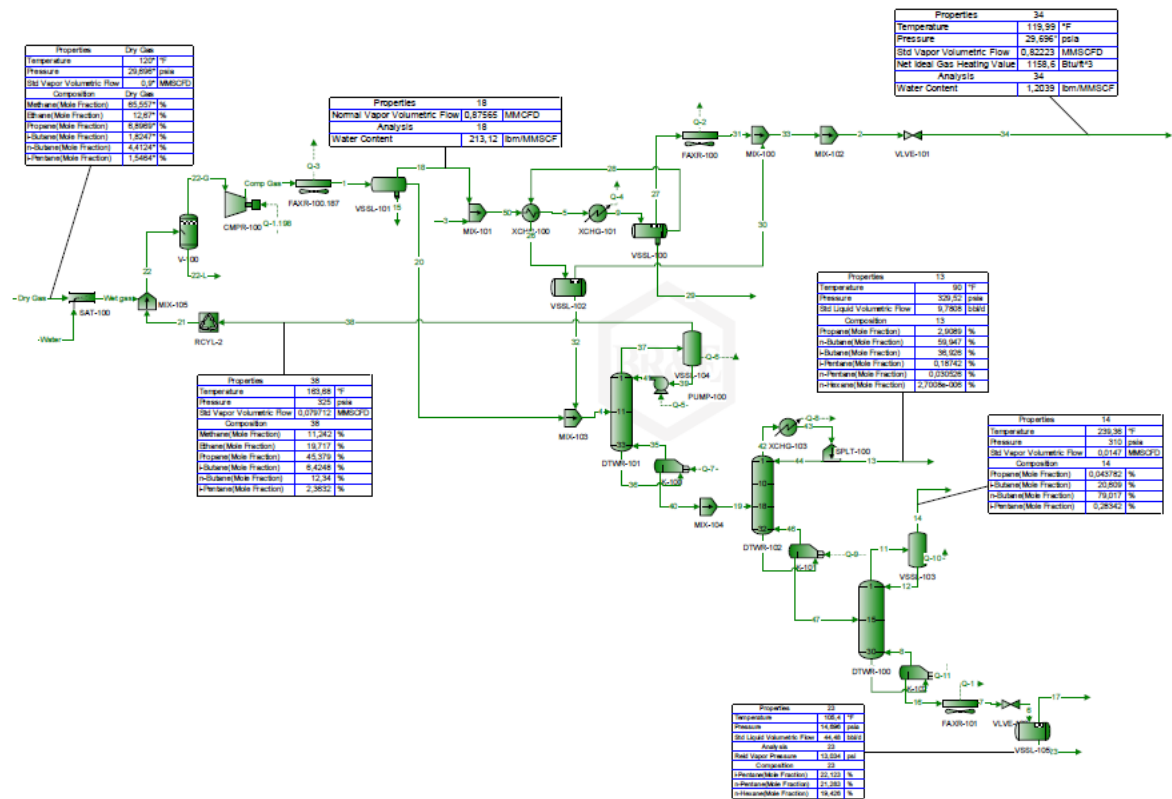 Properties 34
Temperature 119,99 °F
Pressure 29,696* psia
Std Vapor Volumetric Flow 0,82223 MMSCFD
Net Ideal Gas Heating Value 1158,6 Btu/ft^3
Analysis 34
Water Content 1,2039 lbm/MMSCF
Properties Dry Gas
Temperature 120* °F
Pressure 29,696* psia
Std Vapor Volumetric Flow 0,9* MMSCFD
Composition Dry Gas
Methane(Mole Fraction) 65,557* %
Ethane(Mole Fraction) 12,67* %
Propane(Mole Fraction) 6,8969* %
i-Butane(Mole Fraction) 1,8247* %
n-Butane(Mole Fraction) 4,4124* %
i-Pentane(Mole Fraction) 1,5464* %
Properties 18
Normal Vapor Volumetric Flow 0,87565 MMCFD
Analysis 18
Water Content 213,12 lbm/MMSCF
Q-2
31 33 2 34
FAXR-100 MIX-100 MIX-102 VLVE-101
Q-3
22-G Comp Gas 1 18
FAXR-100.187
VSSL-101
15
CMPR-100
Q-1.198
V-100
22-L
22
28 27
Q-4
3 50 5 9
MIX-101 XCHG-100 XCHG-101
VSSL-100
30
20
VSSL-102
29
Dry Gas Wet gas
SAT-100
MIX-105
Water
21
RCYL-2
38
32
37
Q-6
VSSL-104
39
PUMP-100
Q-5
MIX-103
4
1
11
33
DTWR-101
35
Q-7
36
40
MIX-104
19
Properties 38
Temperature 163,68 °F
Pressure 325 psia
Std Vapor Volumetric Flow 0,079712 MMSCFD
Composition 38
Methane(Mole Fraction) 11,242 %
Ethane(Mole Fraction) 19,717 %
Propane(Mole Fraction) 45,379 %
i-Butane(Mole Fraction) 6,4248 %
n-Butane(Mole Fraction) 12,34 %
i-Pentane(Mole Fraction) 2,3632 %
Properties 13
Temperature 90 °F
Pressure 329,52 psia
Std Liquid Volumetric Flow 9,7808 bbl/d
Composition 13
Propane(Mole Fraction) 2,9089 %
n-Butane(Mole Fraction) 59,947 %
i-Butane(Mole Fraction) 36,926 %
i-Pentane(Mole Fraction) 0,18742 %
n-Pentane(Mole Fraction) 0,030526 %
n-Hexane(Mole Fraction) 2,7008e-006 %
Q-8
42 43
XCHG-103
SPLT-100
44 13
1
10
18
32
DTWR-102
46
Q-9
47
Properties 14
Temperature 239,36 °F
Pressure 310 psia
Std Vapor Volumetric Flow 0,0147 MMSCFD
Composition 14
Propane(Mole Fraction) 0,043782 %
i-Butane(Mole Fraction) 20,609 %
n-Butane(Mole Fraction) 79,017 %
i-Pentane(Mole Fraction) 0,28342 %
14
11
Q-10
VSSL-103
12
1
15
30
DTWR-100
8
Q-11
16
Q-1
7
FAXR-101
6
17
VSSL-105
23
Properties 23
Temperature 105,4 °F
Pressure 14,696 psia
Std Liquid Volumetric Flow 44,48 bbl/d
Analysis 23
Reid Vapor Pressure 13,034 psi
Composition 23
i-Pentane(Mole Fraction) 22,123 %
n-Pentane(Mole Fraction) 21,283 %
n-Hexane(Mole Fraction) 19,426 %